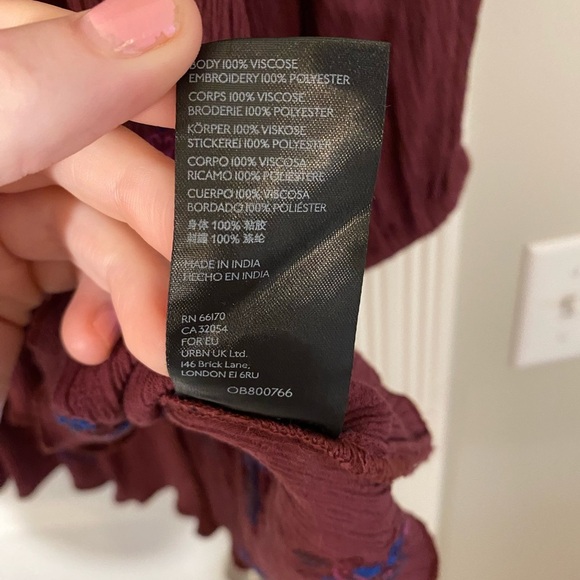 BODY 100% VISCOSE
EMBROIDERY 100% POLYESTER
CORPS 100% VISCOSE
BRODERIE 100% POLYESTER
KÖRPER 100% VISKOSE
STICKEREI 100% POLYESTER
CORPO 100% VISCOSA
RICAMO 100% POLIESTERE
CUERPO 100% VISCOSA
BORDADO 100% POLIÉSTER
身体 100% 粘胶
刺繡 100% 涤纶
MADE IN INDIA
HECHO EN INDIA
RN 66170
CA 32054
FOR EU
URBN UK Ltd.
146 Brick Lane,
LONDON E1 6RU
OB800766